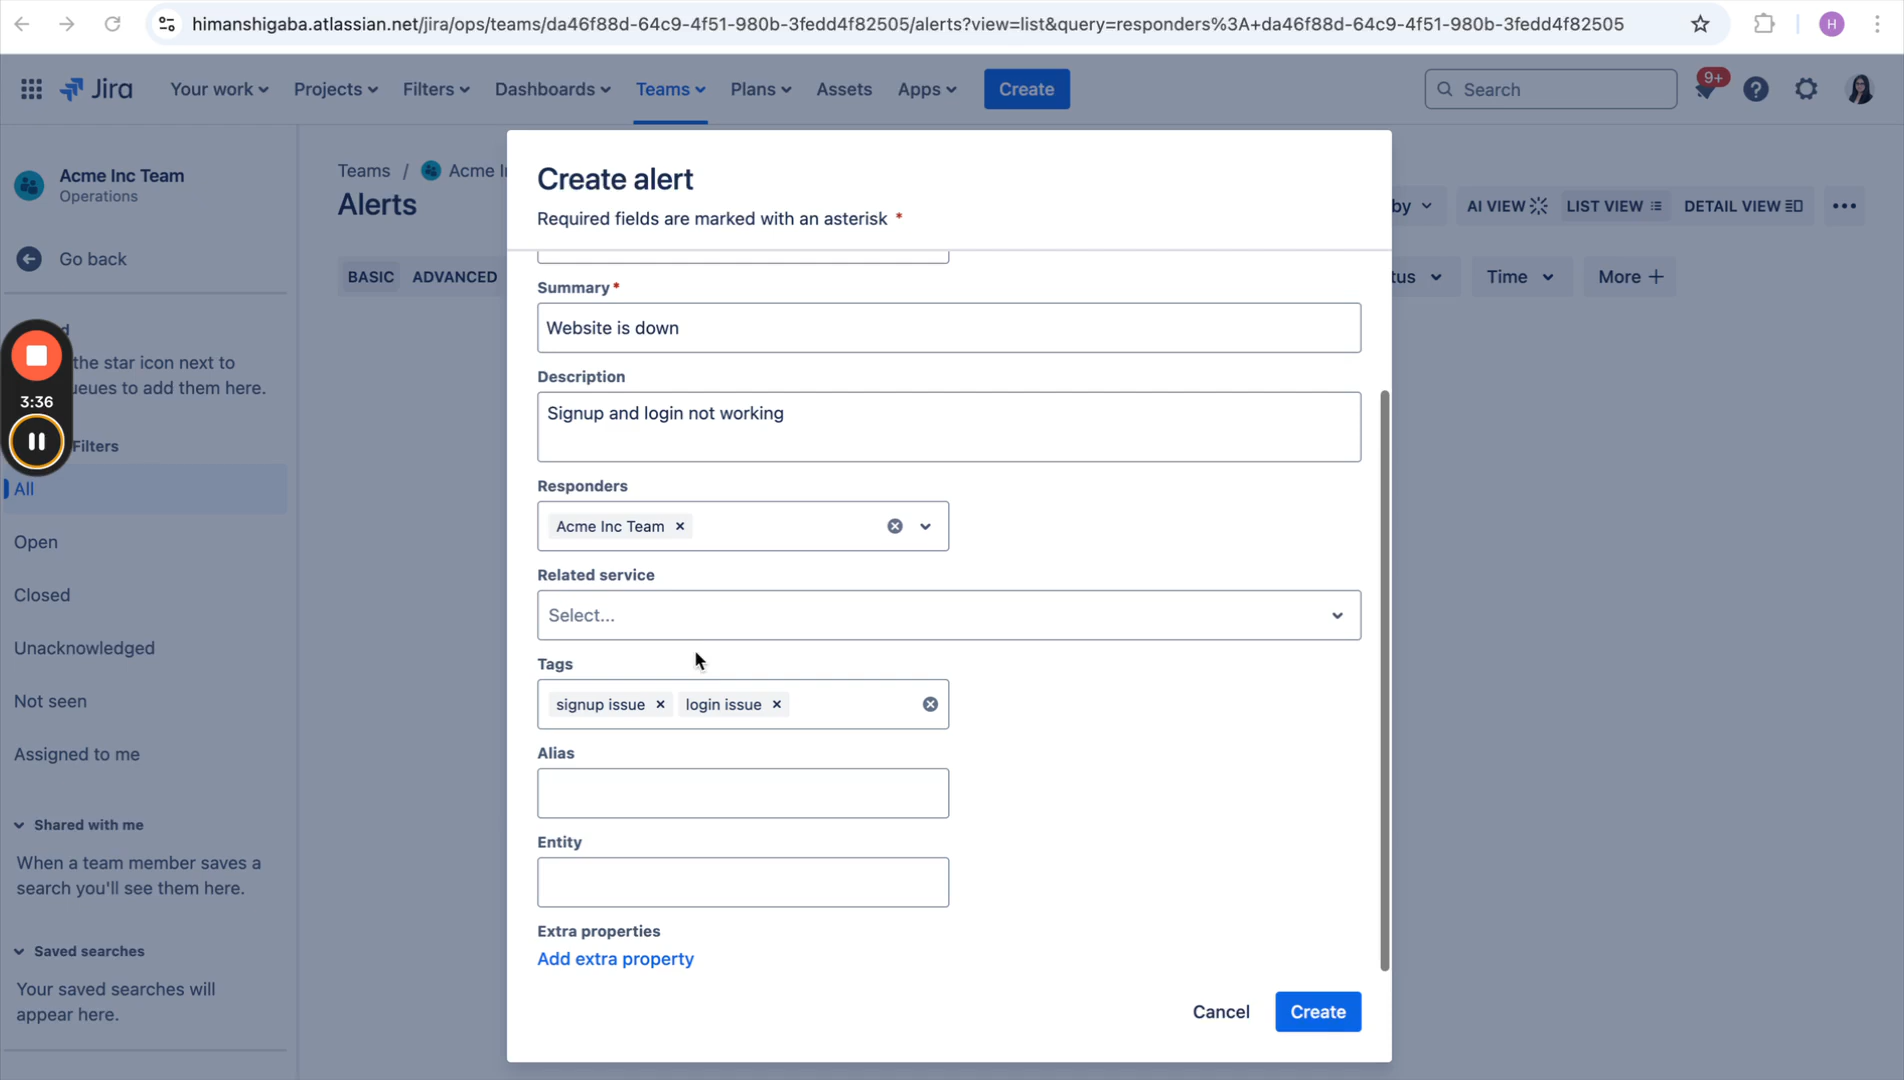 himanshigaba.atlassian.net/jira/ops/teams/da46f88d-64c9-4f51-980b-3fedd4f82505/alerts?view=list&query=responders%3A+da46f88d-64c9-4f51-980b-3fedd4f82505
H
Jira
Your work
Projects
Filters
Dashboards
Teams
Plans
Assets
Apps
Create
Search
9+
Acme Inc Team
Operations
Go back
the star icon next to
ueues to add them here.
3:36
Filters
All
Open
Closed
Unacknowledged
Not seen
Assigned to me
Shared with me
When a team member saves a
search you'll see them here.
Saved searches
Your saved searches will
appear here.
Teams / Acme I
Alerts
BASIC ADVANCED
by
AI VIEW
LIST VIEW
DETAIL VIEW
tus
Time
More +
Create alert
Required fields are marked with an asterisk *
Summary*
Website is down
Description
Signup and login not working
Responders
Acme Inc Team
Related service
Select...
Tags
signup issue
login issue
Alias
Entity
Extra properties
Add extra property
Cancel
Create